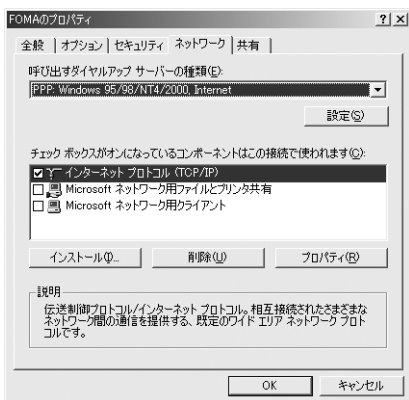 FOMAのプロパティ
全般 オプション セキュリティ ネットワーク 共有
呼び出すダイヤルアップ サーバーの種類(E):
PPP: Windows 95/98/NT4/2000, Internet
設定(S)
チェック ボックスがオンになっているコンポーネントはこの接続で使われます(C):
インターネット プロトコル (TCP/IP)
Microsoft ネットワーク用ファイルとプリンタ共有
Microsoft ネットワーク用クライアント
インストール(I)... 削除(U) プロパティ(R)
説明
伝送制御プロトコル/インターネット プロトコル。相互接続されたさまざまな
ネットワーク間の通信を提供する、既定のワイド エリア ネットワーク プロト
コルです。
OK キャンセル